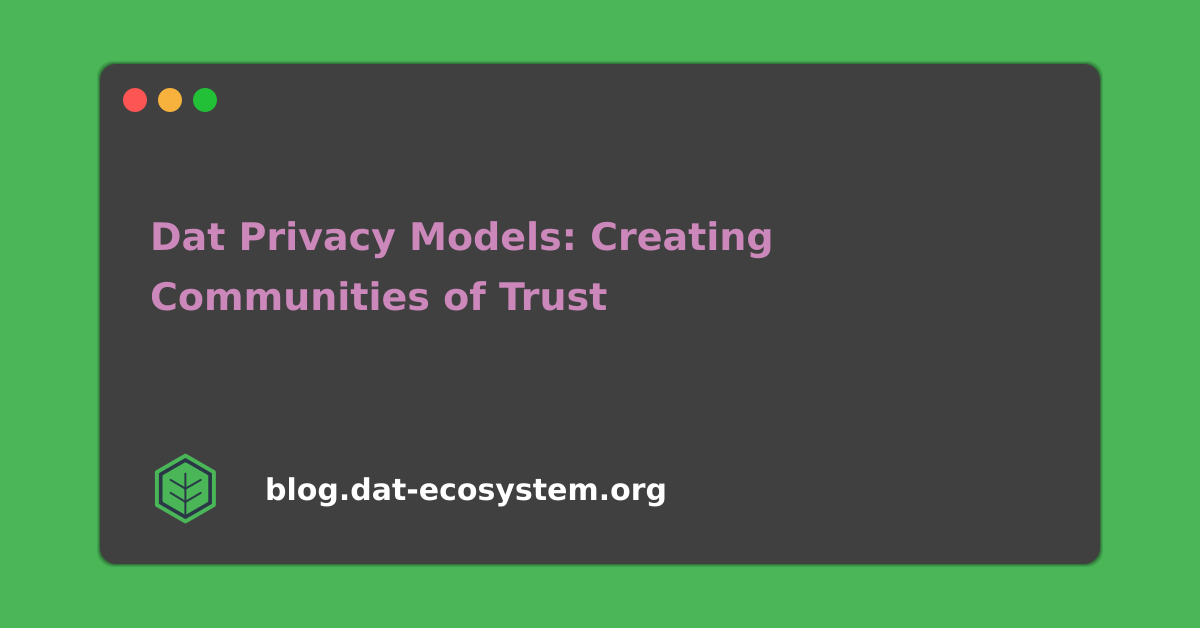 Dat Privacy Models: Creating
Communities of Trust
blog.dat-ecosystem.org